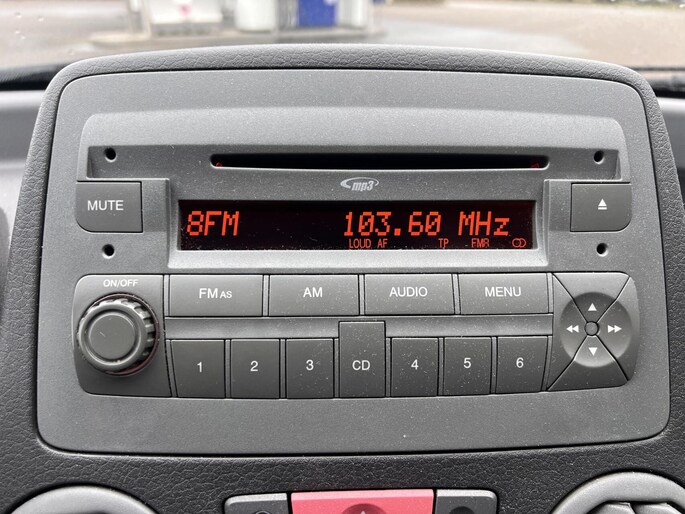 mp3
MUTE
8FM 103.60 MHz
LOUD AF TP FMR
ON/OFF
FM AS AM AUDIO MENU
1 2 3 CD 4 5 6